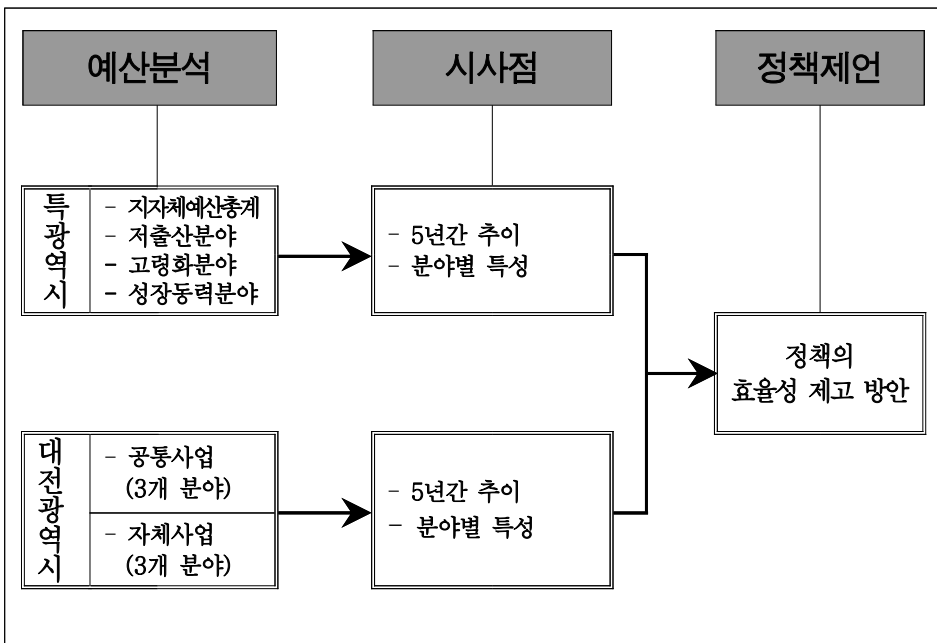 예산분석
시사점
정책제언
특광역시
- 지자체예산총계
- 저출산분야
- 고령화분야
- 성장동력분야
- 5년간 추이
- 분야별 특성
정책의
효율성 제고 방안
대전광역시
- 공통사업
(3개 분야)
- 자체사업
(3개 분야)
- 5년간 추이
- 분야별 특성